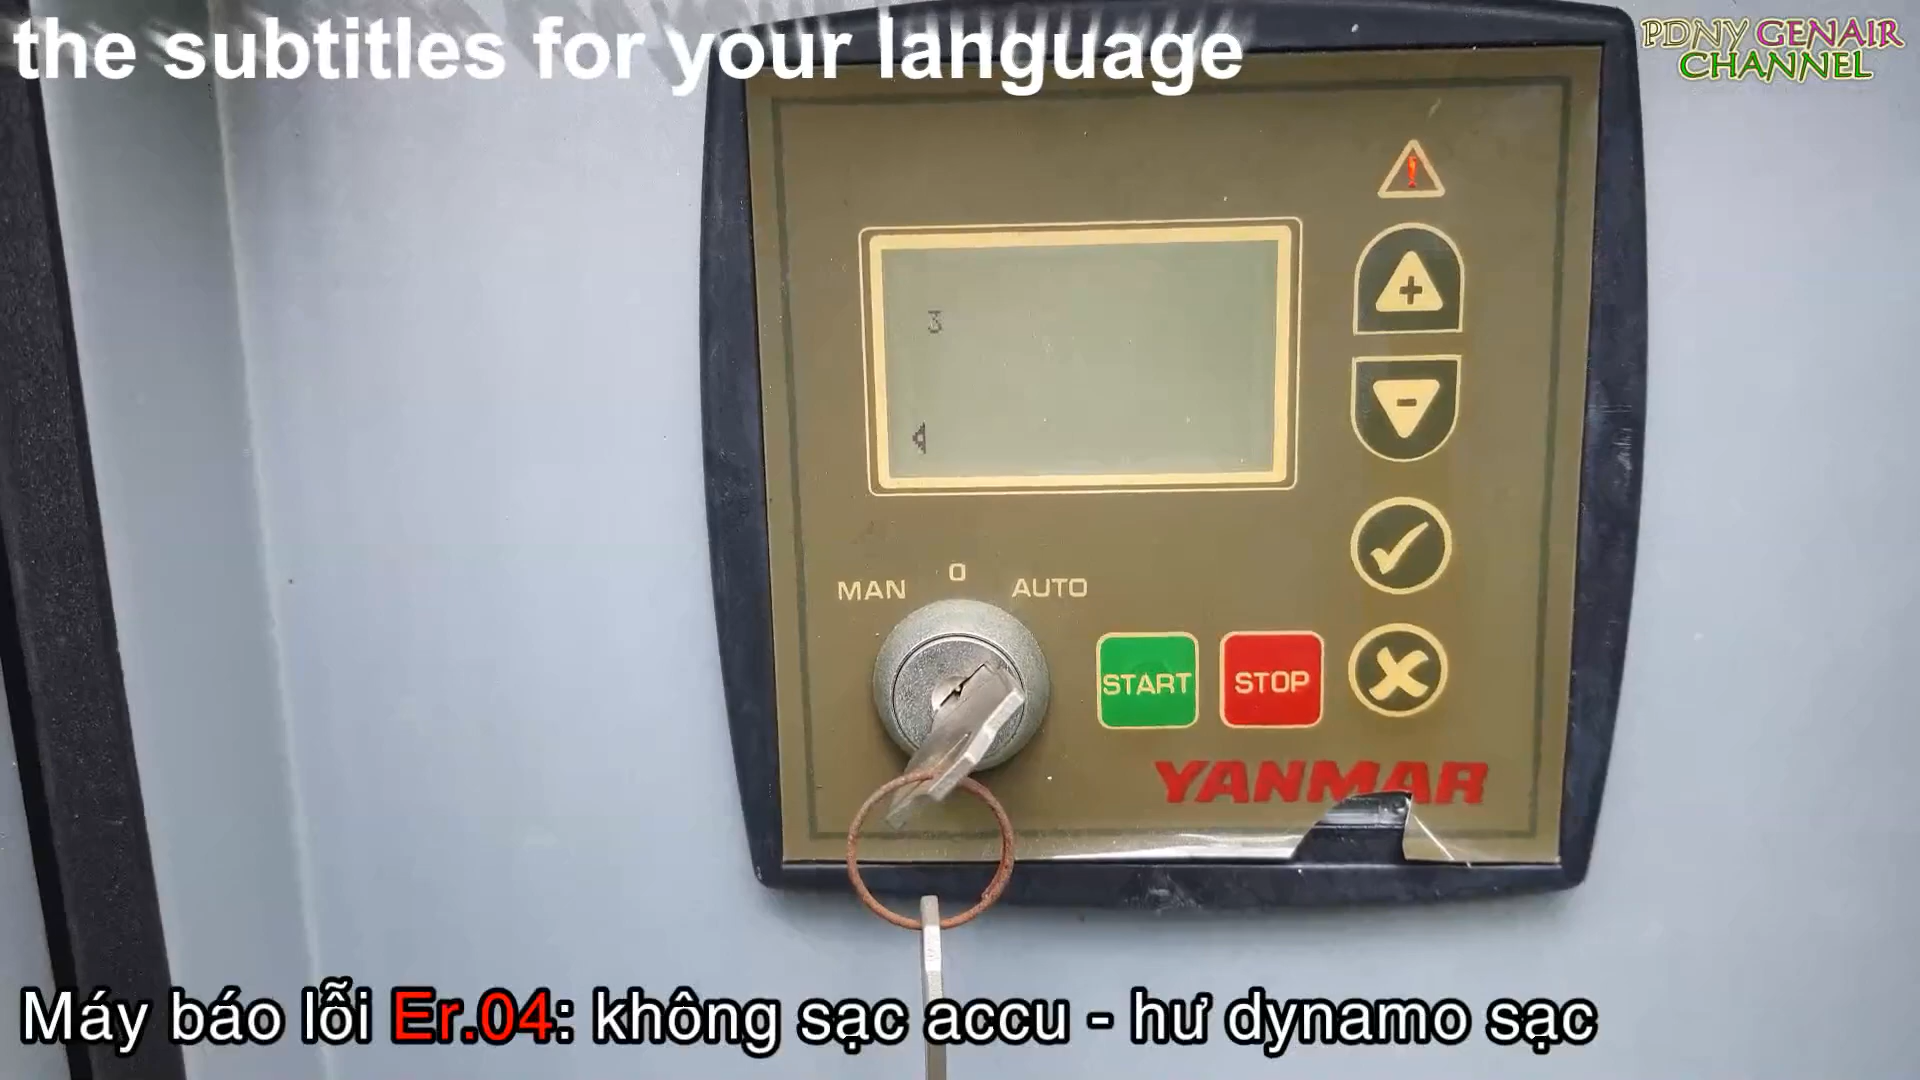 the subtitles for your language
PDNY GENAIR
CHANNEL
3
MAN 0 AUTO
START STOP
YANMAR
Máy báo lỗi Er.04: không sạc accu - hư dynamo sạc